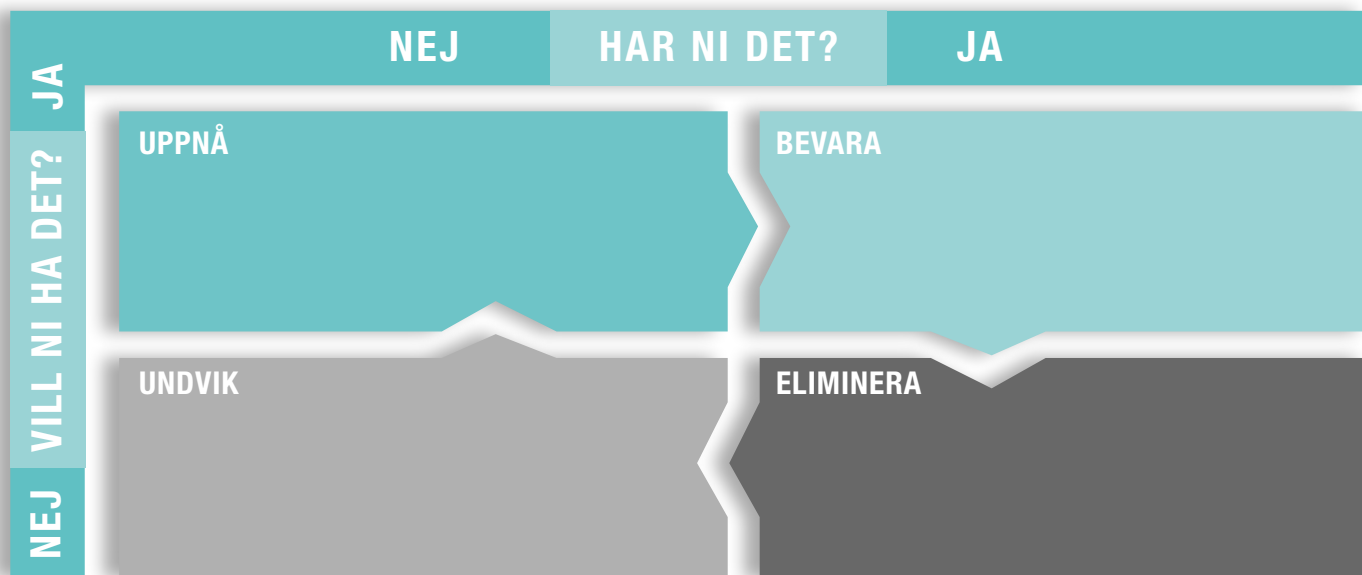 NEJ HAR NI DET? JA
JA
VILL NI HA DET?
NEJ
UPPNÅ
BEVARA
UNDVIK
ELIMINERA